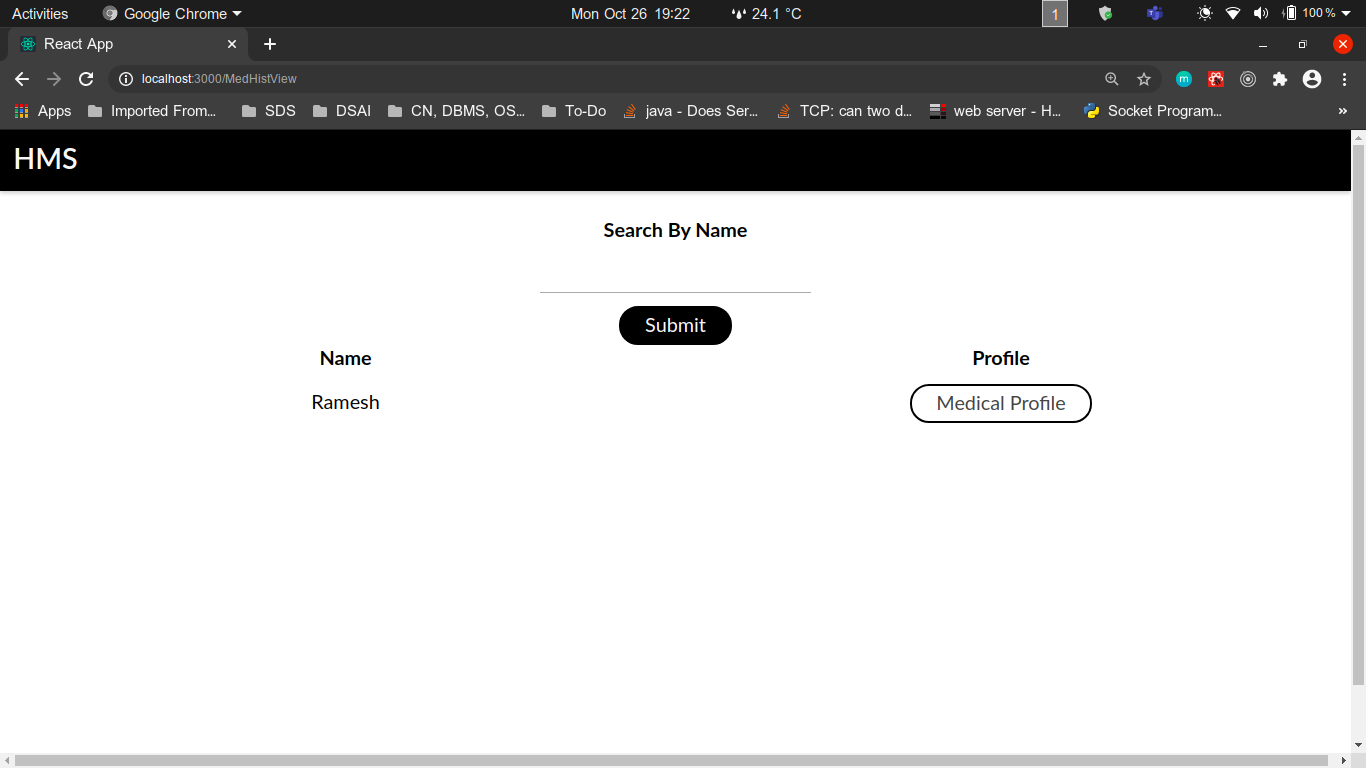 Activities Google Chrome Mon Oct 26 19:22 24.1 °C 1 100 %
React App
localhost:3000/MedHistView m
Apps Imported From... SDS DSAI CN, DBMS, OS... To-Do java - Does Ser... TCP: can two d... web server - H... Socket Program... »
HMS
Search By Name
Submit
Name Profile
Ramesh Medical Profile